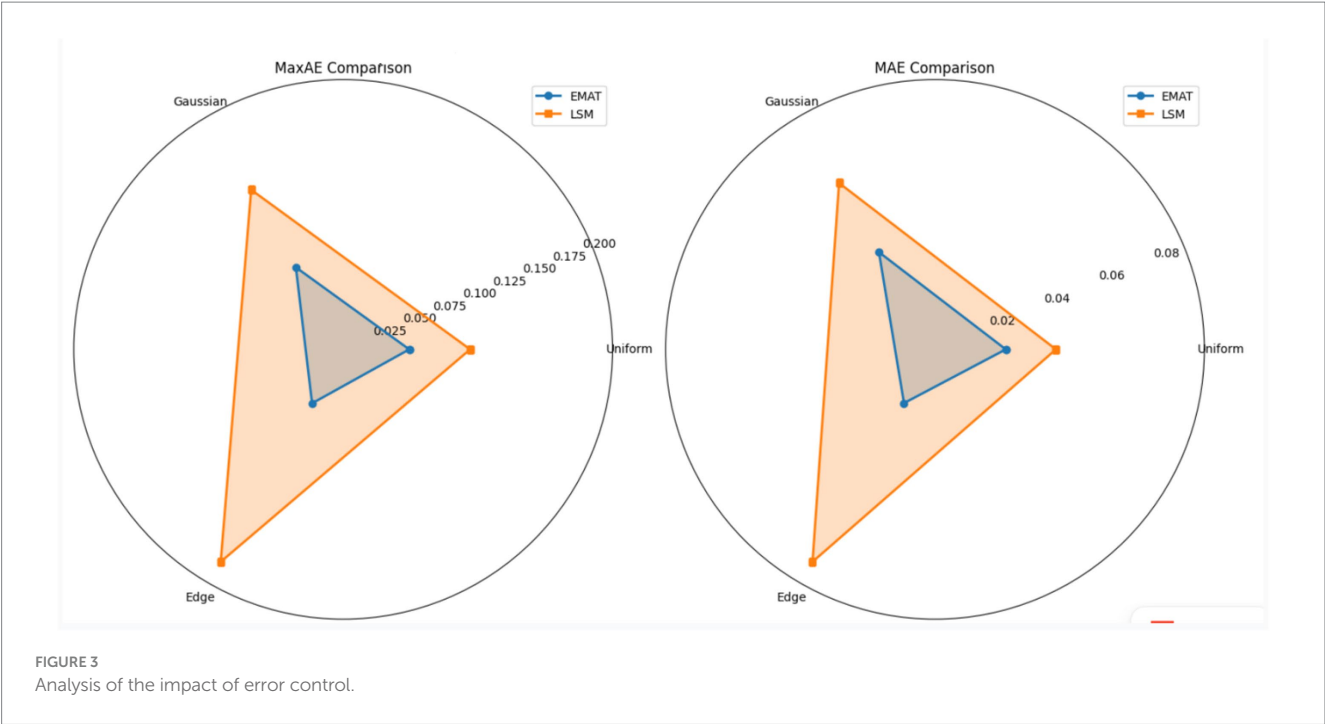 MaxAE Comparison
Gaussian
EMAT
LSM
0.200
0.175
0.150
0.125
0.100
0.075
0.050
0.025
Uniform
Edge
MAE Comparison
Gaussian
EMAT
LSM
0.08
0.06
0.04
0.02
Uniform
Edge
FIGURE 3
Analysis of the impact of error control.